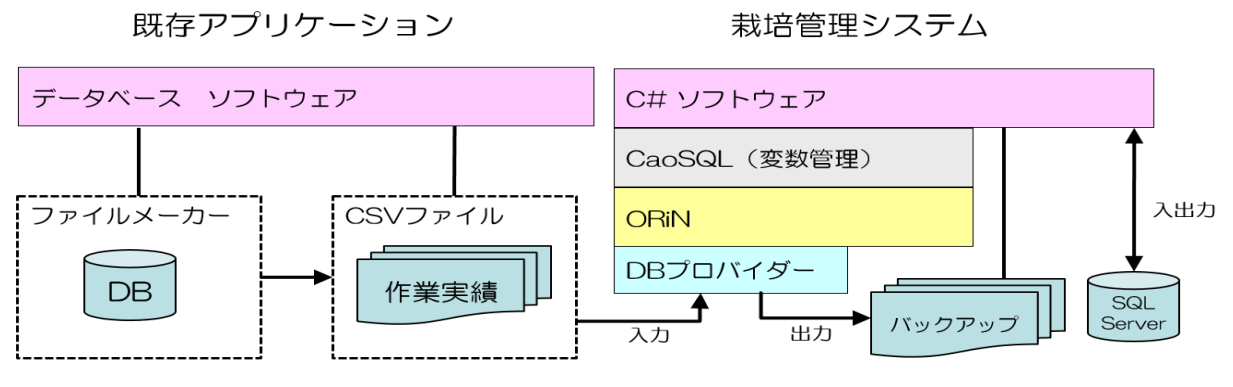 既存アプリケーション
栽培管理システム
データベース　ソフトウェア
C# ソフトウェア
CaoSQL（変数管理）
ファイルメーカー
CSVファイル
ORiN
入出力
DBプロバイダー
DB
作業実績
SQL
Server
バックアップ
入力
出力